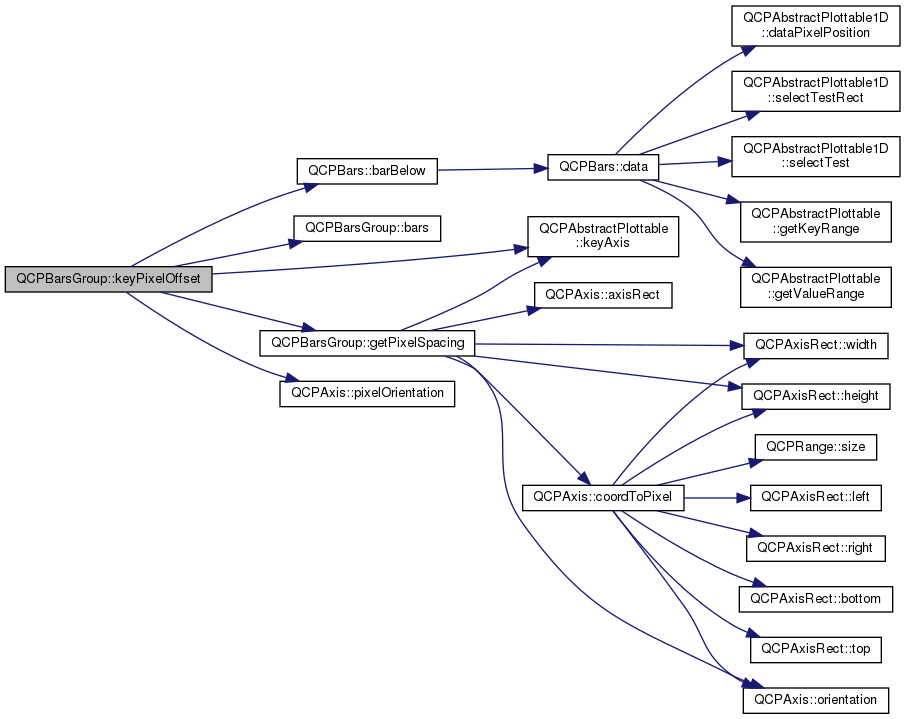 QCPBarsGroup::keyPixelOffset
QCPBars::barBelow
QCPBarsGroup::bars
QCPAbstractPlottable
::keyAxis
QCPBarsGroup::getPixelSpacing
QCPAxis::pixelOrientation
QCPBars::data
QCPAxis::axisRect
QCPAxis::coordToPixel
QCPAbstractPlottable1D
::dataPixelPosition
QCPAbstractPlottable1D
::selectTestRect
QCPAbstractPlottable1D
::selectTest
QCPAbstractPlottable
::getKeyRange
QCPAbstractPlottable
::getValueRange
QCPAxisRect::width
QCPAxisRect::height
QCPRange::size
QCPAxisRect::left
QCPAxisRect::right
QCPAxisRect::bottom
QCPAxisRect::top
QCPAxis::orientation